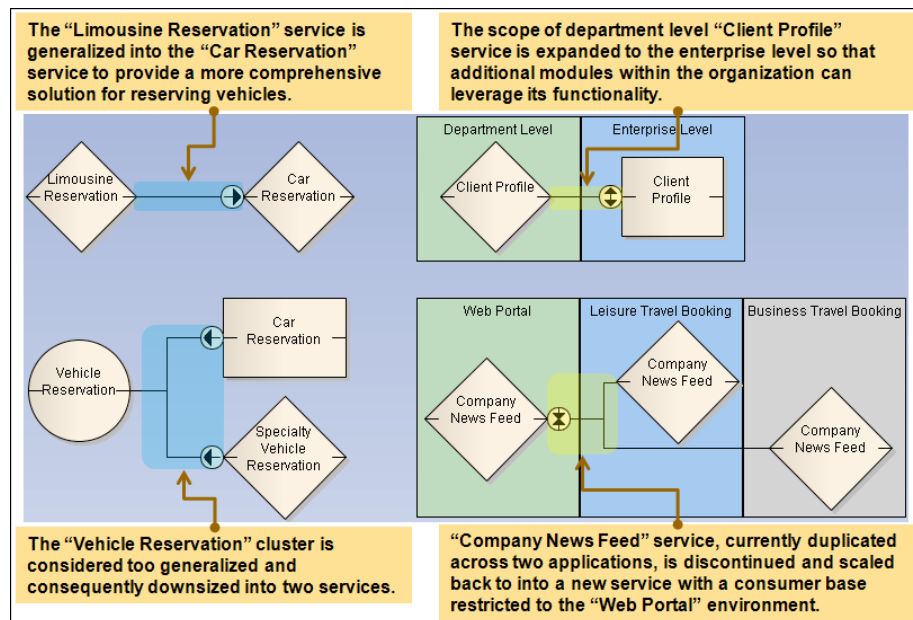 The “Limousine Reservation” service is
generalized into the “Car Reservation”
service to provide a more comprehensive
solution for reserving vehicles.
The scope of department level “Client Profile”
service is expanded to the enterprise level so that
additional modules within the organization can
leverage its functionality.
Limousine
Reservation
Car
Reservation
Department Level
Enterprise Level
Client Profile
Client
Profile
Vehicle
Reservation
Car
Reservation
Specialty
Vehicle
Reservation
Web Portal
Leisure Travel Booking
Business Travel Booking
Company
News Feed
Company
News Feed
Company
News Feed
The “Vehicle Reservation” cluster is
considered too generalized and
consequently downsized into two services.
“Company News Feed” service, currently duplicated
across two applications, is discontinued and scaled
back to into a new service with a consumer base
restricted to the “Web Portal” environment.